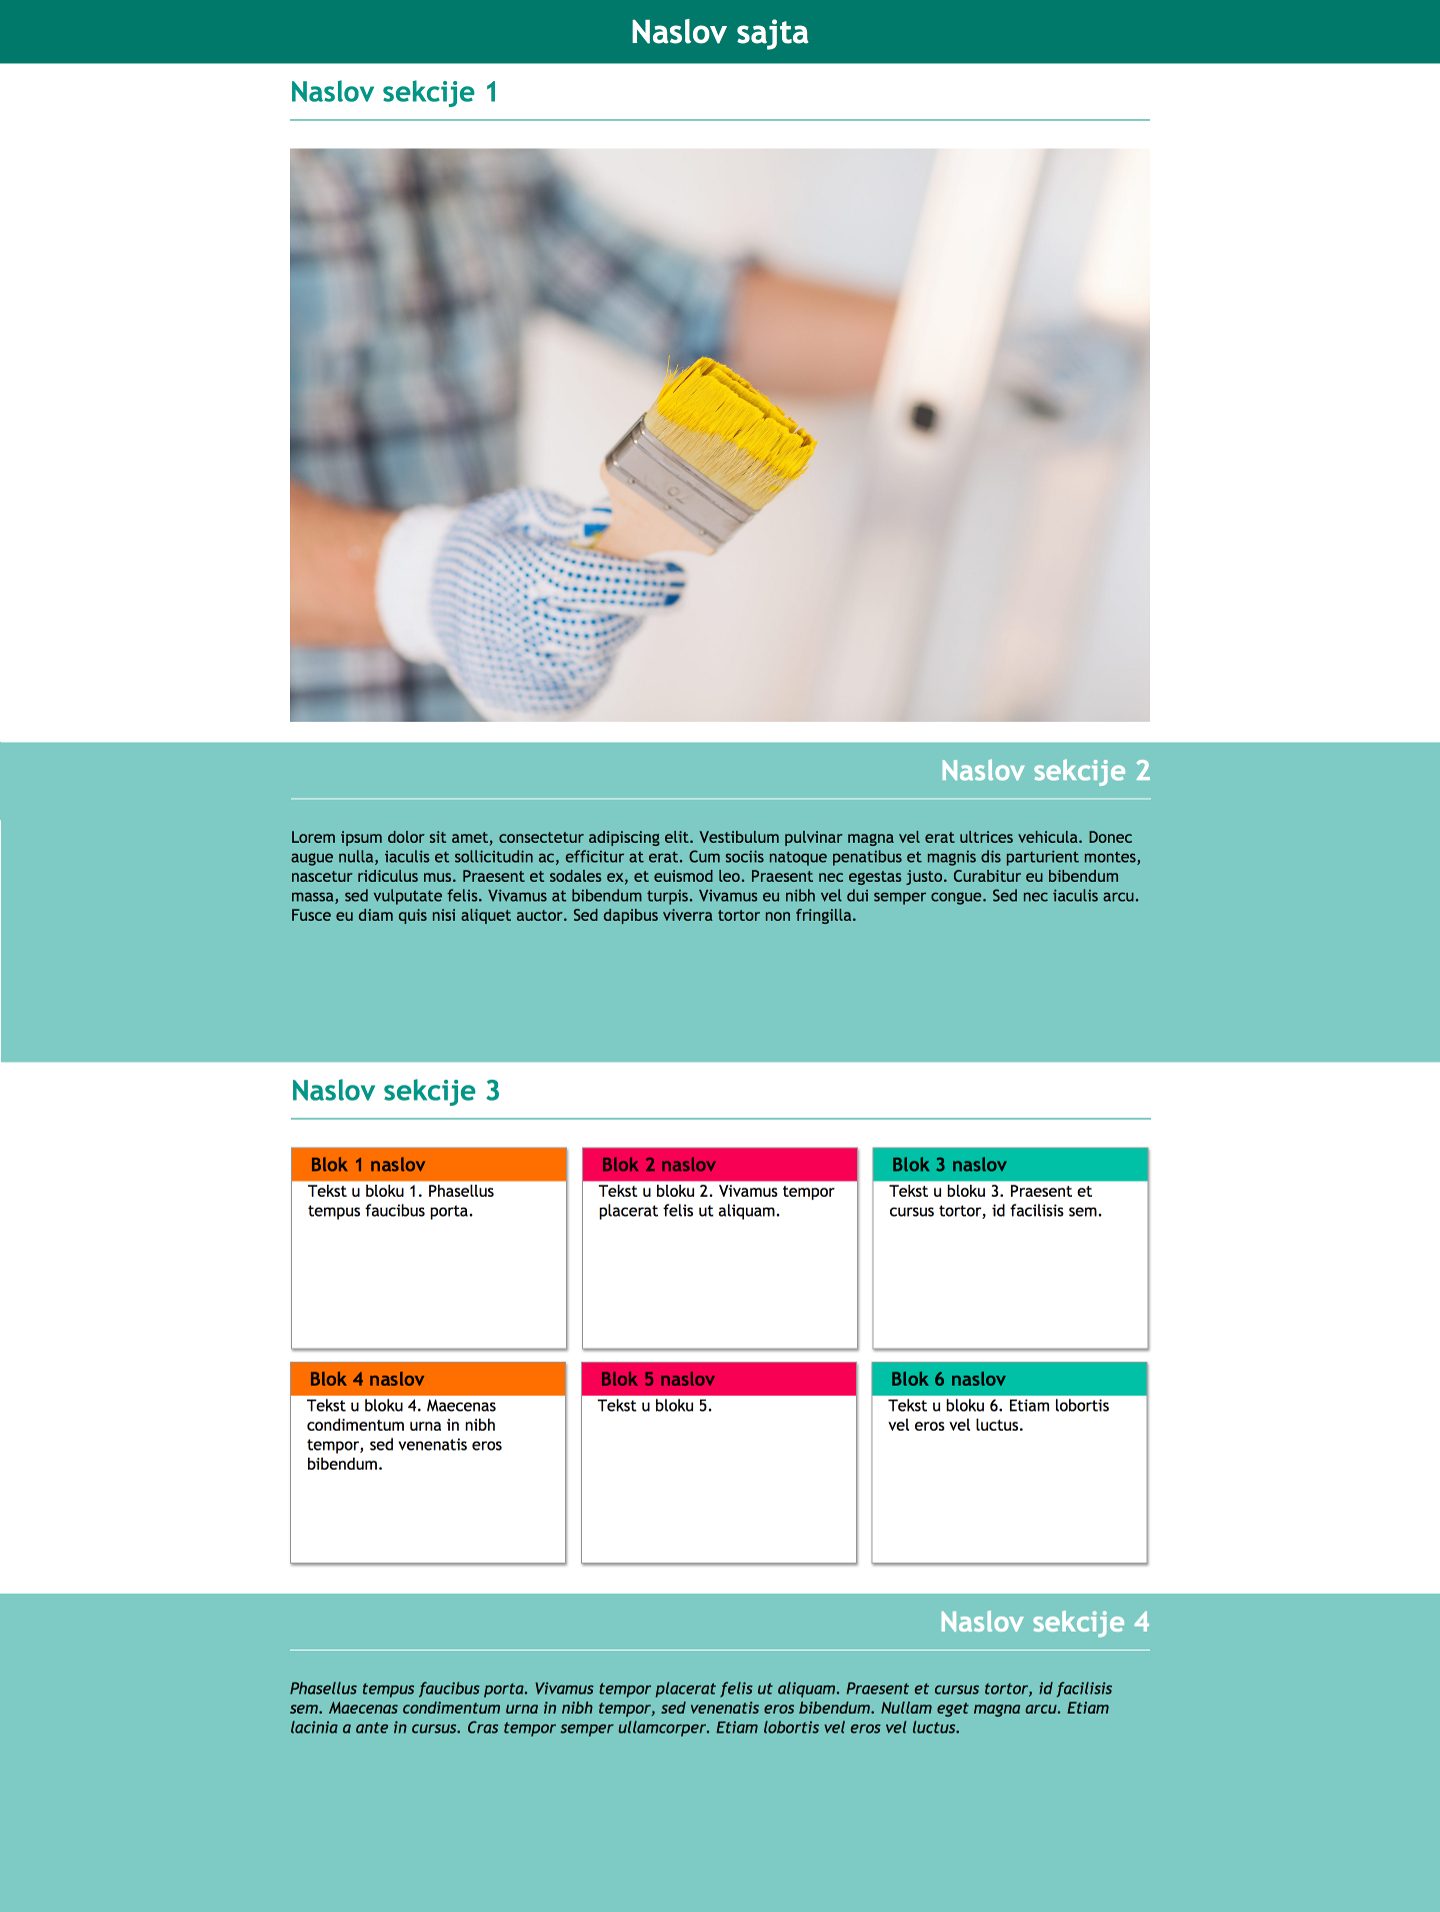 Naslov sajta
Naslov sekcije 1
Naslov sekcije 2
Lorem ipsum dolor sit amet, consectetur adipiscing elit. Vestibulum pulvinar magna vel erat ultrices vehicula. Donec
augue nulla, iaculis et sollicitudin ac, efficitur at erat. Cum sociis natoque penatibus et magnis dis parturient montes,
nascetur ridiculus mus. Praesent et sodales ex, et euismod leo. Praesent nec egestas justo. Curabitur eu bibendum
massa, sed vulputate felis. Vivamus at bibendum turpis. Vivamus eu nibh vel dui semper congue. Sed nec iaculis arcu.
Fusce eu diam quis nisi aliquet auctor. Sed dapibus viverra tortor non fringilla.
Naslov sekcije 3
Blok 1 naslov
Tekst u bloku 1. Phasellus
tempus faucibus porta.
Blok 2 naslov
Tekst u bloku 2. Vivamus tempor
placerat felis ut aliquam.
Blok 3 naslov
Tekst u bloku 3. Praesent et
cursus tortor, id facilisis sem.
Blok 4 naslov
Tekst u bloku 4. Maecenas
condimentum urna in nibh
tempor, sed venenatis eros
bibendum.
Blok 5 naslov
Tekst u bloku 5.
Blok 6 naslov
Tekst u bloku 6. Etiam lobortis
vel eros vel luctus.
Naslov sekcije 4
Phasellus tempus faucibus porta. Vivamus tempor placerat felis ut aliquam. Praesent et cursus tortor, id facilisis
sem. Maecenas condimentum urna in nibh tempor, sed venenatis eros bibendum. Nullam eget magna arcu. Etiam
lacinia a ante in cursus. Cras tempor semper ullamcorper. Etiam lobortis vel eros vel luctus.